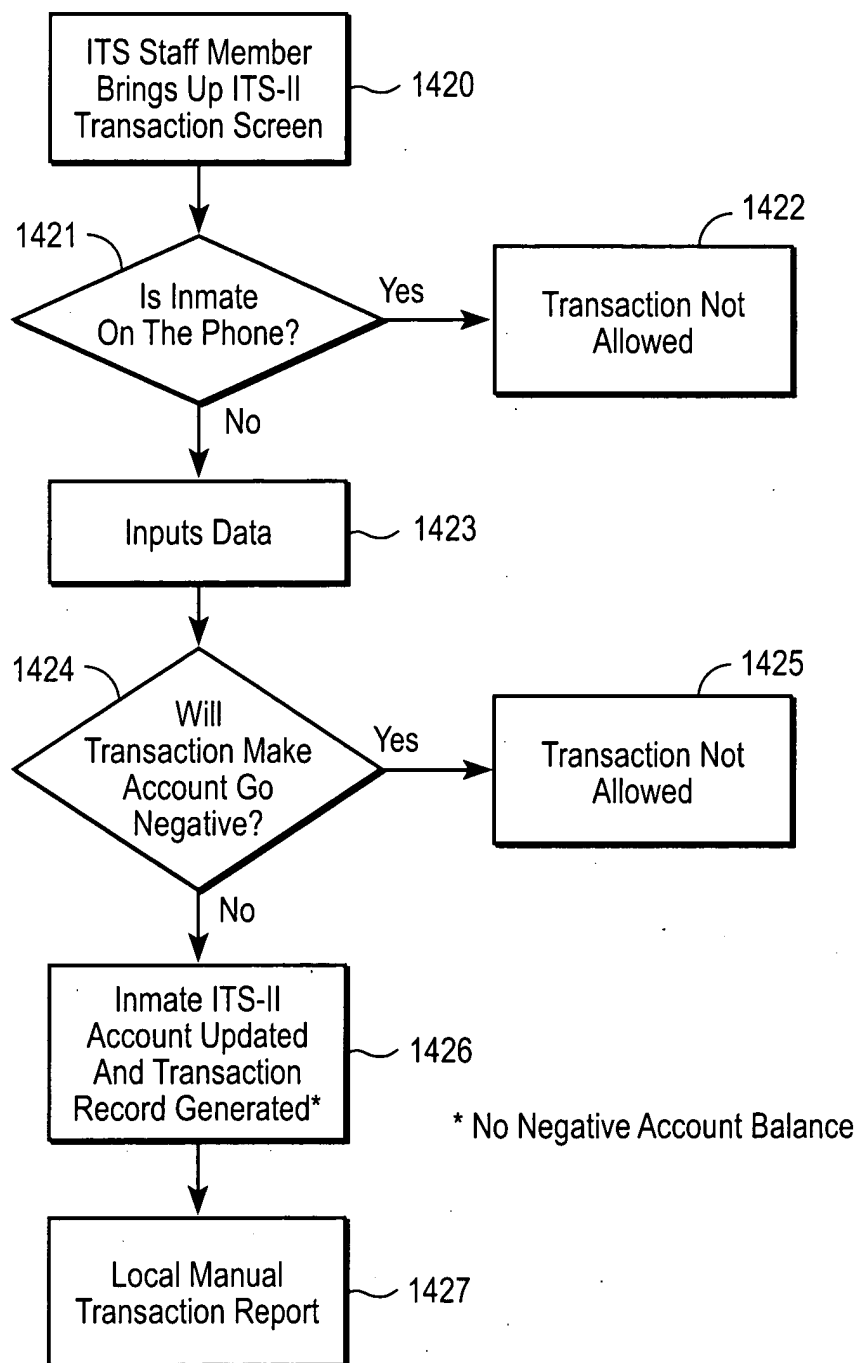 ITS Staff Member
Brings Up ITS-II
Transaction Screen
1420
1421
Is Inmate
On The Phone?
Yes
1422
Transaction Not
Allowed
No
Inputs Data
1423
1424
Will
Transaction Make
Account Go
Negative?
Yes
1425
Transaction Not
Allowed
No
Inmate ITS-II
Account Updated
And Transaction
Record Generated*
1426
* No Negative Account Balance
Local Manual
Transaction Report
1427